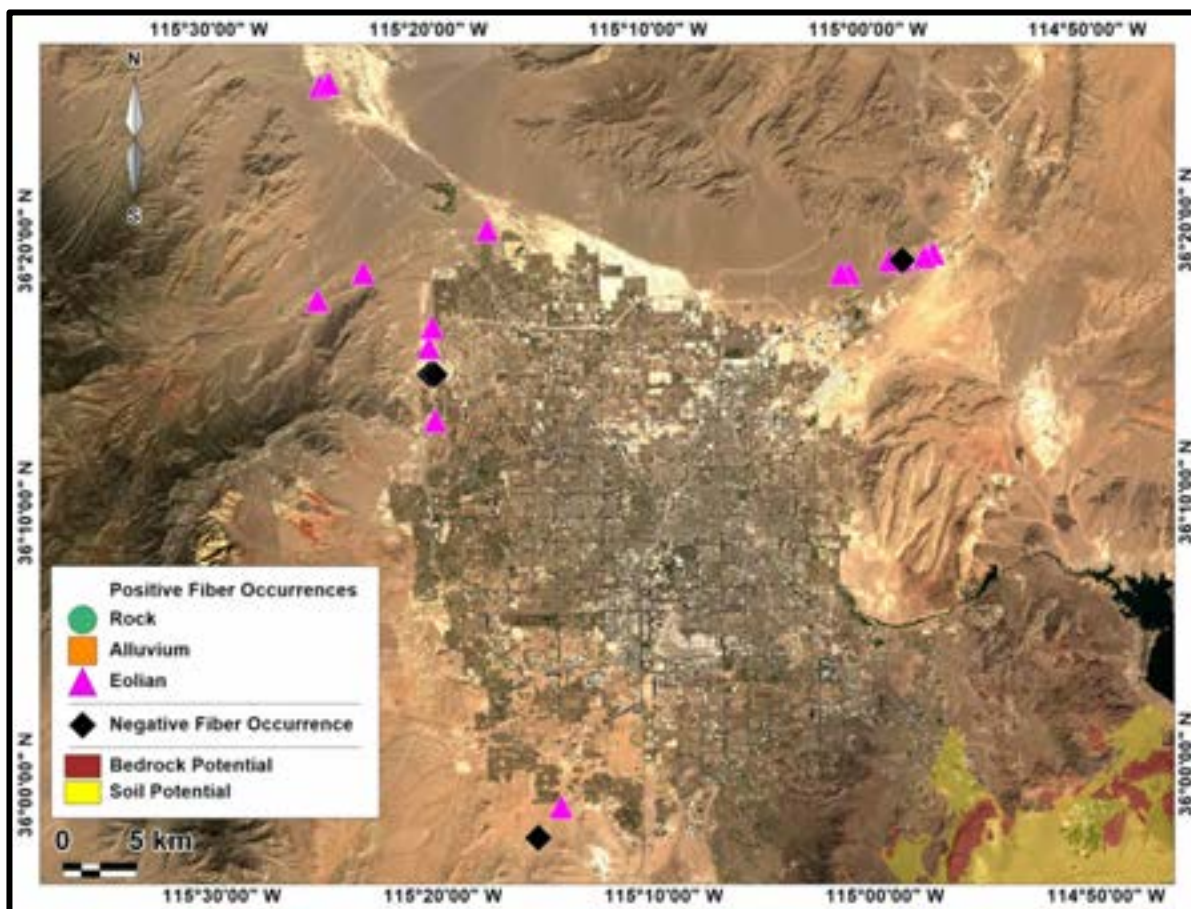 115°30'00" W 115°20'00" W 115°10'00" W 115°00'00" W 114°50'00" W
N
S
36°20'00" N
36°20'00" N
36°10'00" N
36°10'00" N
36°00'00" N
36°00'00" N
Positive Fiber Occurrences
Rock
Alluvium
Eolian
Negative Fiber Occurrence
Bedrock Potential
Soil Potential
0 5 km
115°30'00" W 115°20'00" W 115°10'00" W 115°00'00" W 114°50'00" W